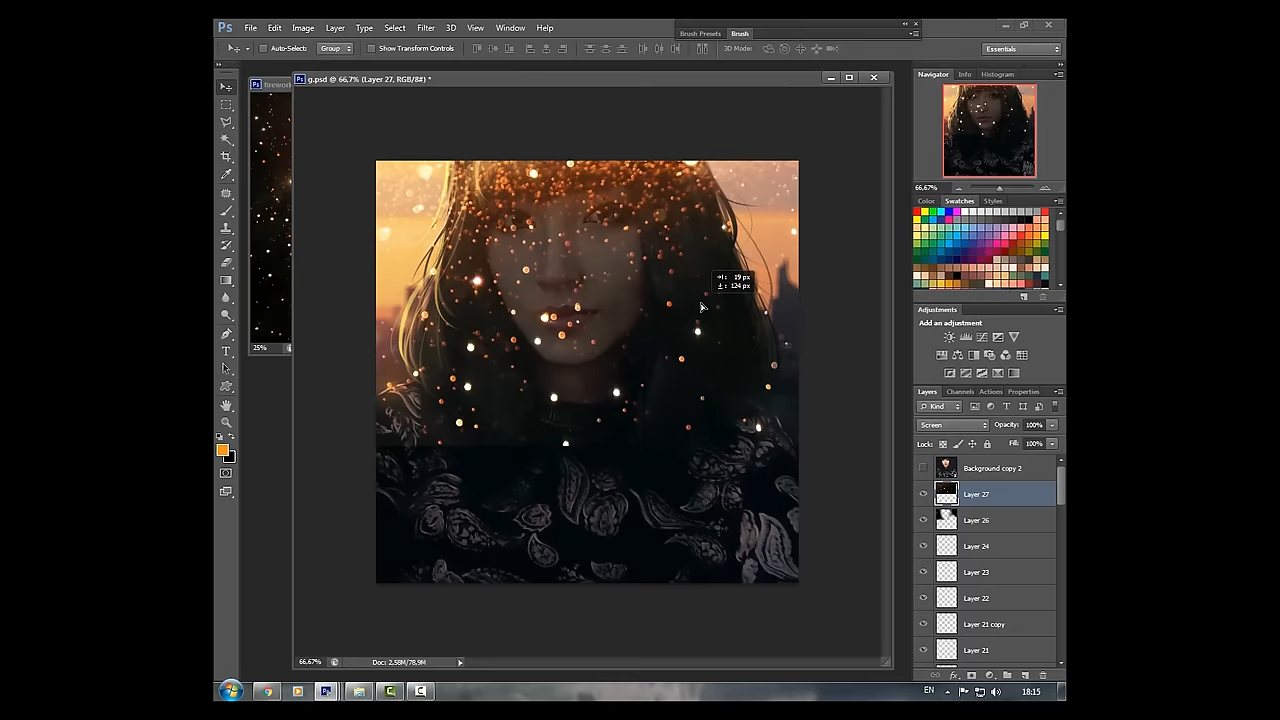 Ps File Edit Image Layer Type Select Filter 3D View Window Help
Brush Presets Brush
Auto-Select: Group Show Transform Controls 3D Mode: Essentials
Ps firework
Ps g.psd @ 66,7% (Layer 27, RGB/8#) *
Navigator Info Histogram
66,67%
Color Swatches Styles
H: 19 px
: 124 px
Adjustments
Add an adjustment
25%
Layers Channels Actions Properties
Kind
Screen Opacity: 100%
Lock: Fill: 100%
Background copy 2
Layer 27
Layer 26
Layer 24
Layer 23
Layer 22
Layer 21 copy
Layer 21
66,67% Doc: 2,58M/78,9M
EN 18:15